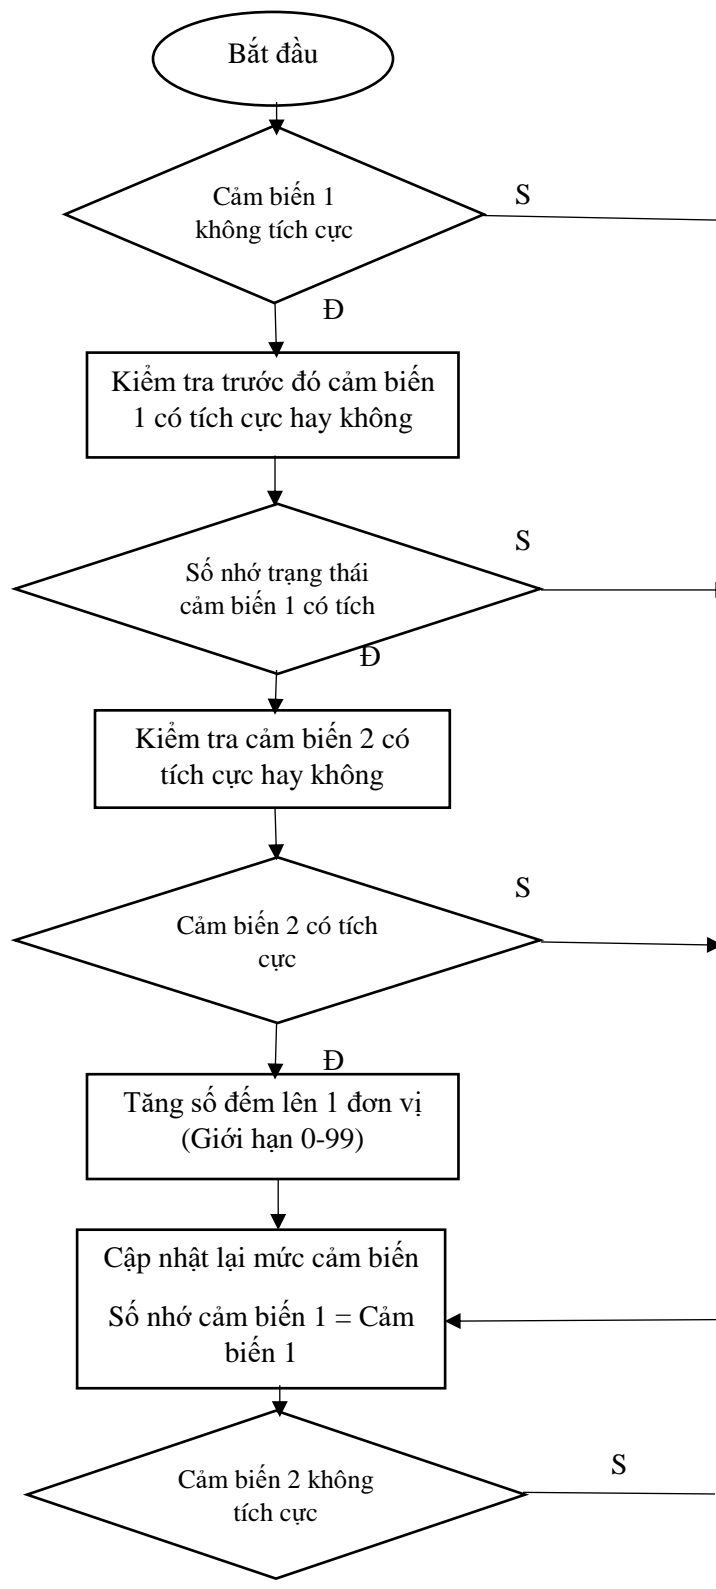 Bắt đầu
Cảm biến 1
không tích cực
S
Đ
Kiểm tra trước đó cảm biến
1 có tích cực hay không
S
Số nhớ trạng thái
cảm biến 1 có tích
Đ
Kiểm tra cảm biến 2 có
tích cực hay không
S
Cảm biến 2 có tích
cực
Đ
Tăng số đếm lên 1 đơn vị
(Giới hạn 0-99)
Cập nhật lại mức cảm biến
Số nhớ cảm biến 1 = Cảm
biến 1
S
Cảm biến 2 không
tích cực